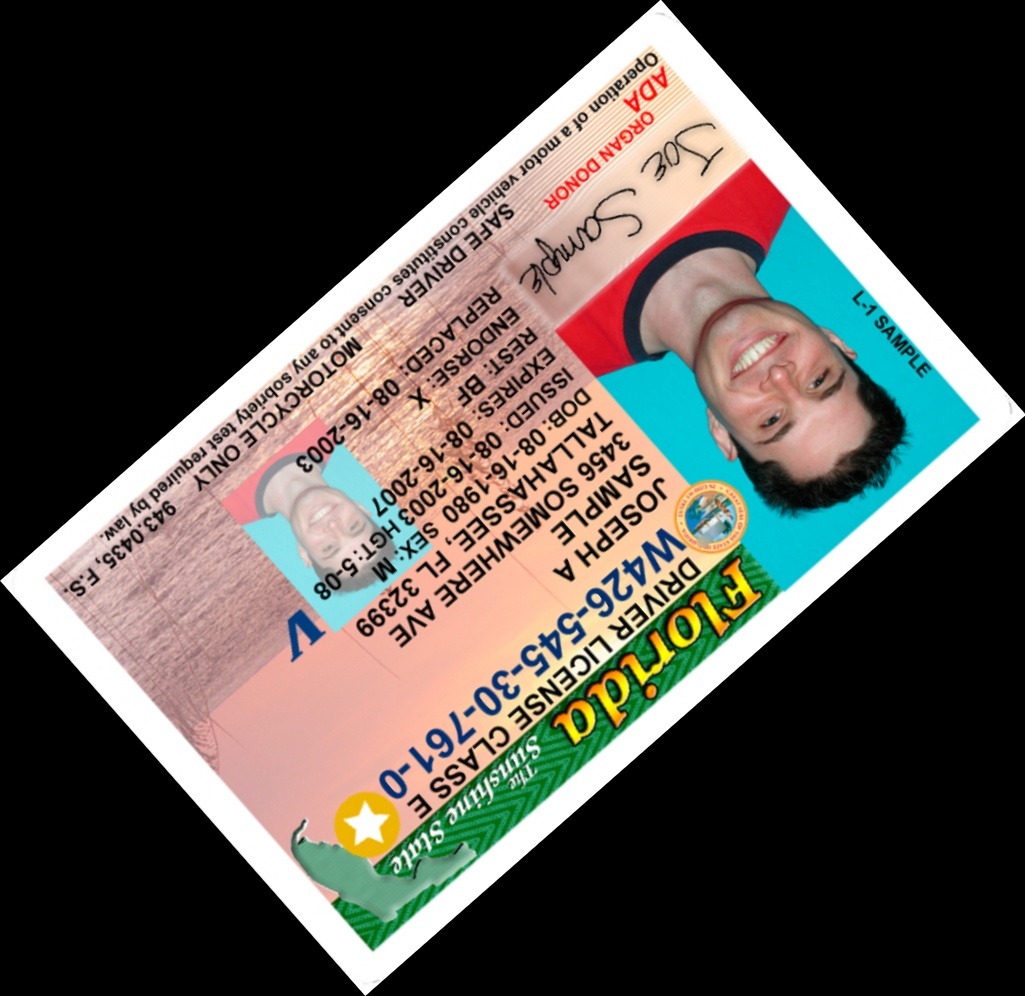 Florida
The Sunshine State
DRIVER LICENSE CLASS E
W426-545-30-761-0
JOSEPH A
SAMPLE
3456 SOMEWHERE AVE
TALLAHASSEE, FL 32399
DOB: 08-16-1980 SEX: M
ISSUED: 08-16-2003 HGT: 5-08
EXPIRES: 08-16-2007
REST: BF
ENDORSE: X
REPLACED: 08-16-2003
V
L-1 SAMPLE
Joe Sample
ORGAN DONOR
SAFE DRIVER
MOTORCYCLE ONLY
ADA
Operation of a motor vehicle constitutes consent to any sobriety test required by law.
943.0435, F.S.